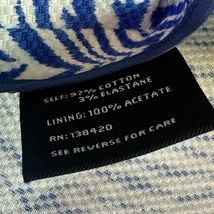 SELF: 97% COTTON
3% ELASTANE
LINING: 100% ACETATE
RN: 138420
SEE REVERSE FOR CARE